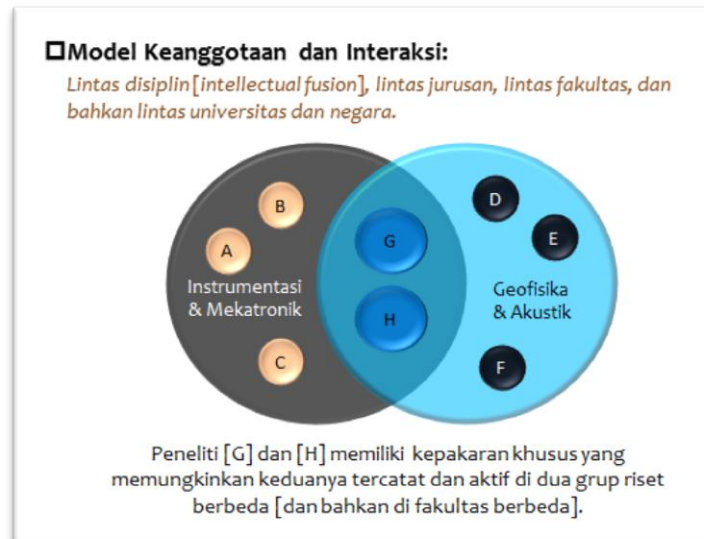 Model Keanggotaan dan Interaksi:
Lintas disiplin [intellectual fusion], lintas jurusan, lintas fakultas, dan
bahkan lintas universitas dan negara.
B
A
Instrumentasi
& Mekatronik
C
G
H
D
E
Geofisika
& Akustik
F
Peneliti [G] dan [H] memiliki kepakaran khusus yang
memungkinkan keduanya tercatat dan aktif di dua grup riset
berbeda [dan bahkan di fakultas berbeda].